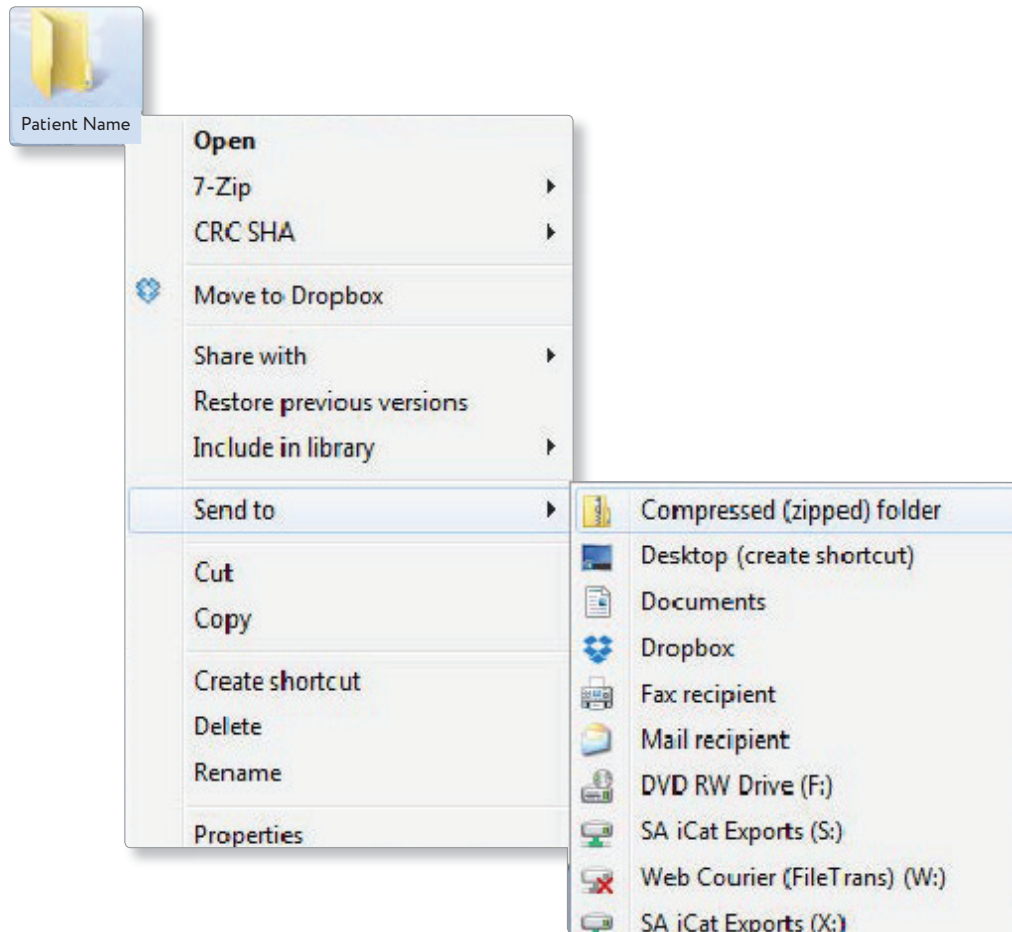 Patient Name
Open
7-Zip
CRC SHA
Move to Dropbox
Share with
Restore previous versions
Include in library
Send to
Cut
Copy
Create shortcut
Delete
Rename
Properties
Compressed (zipped) folder
Desktop (create shortcut)
Documents
Dropbox
Fax recipient
Mail recipient
DVD RW Drive (F:)
SA iCat Exports (S:)
Web Courier (FileTrans) (W:)
SA iCat Exports (X:)